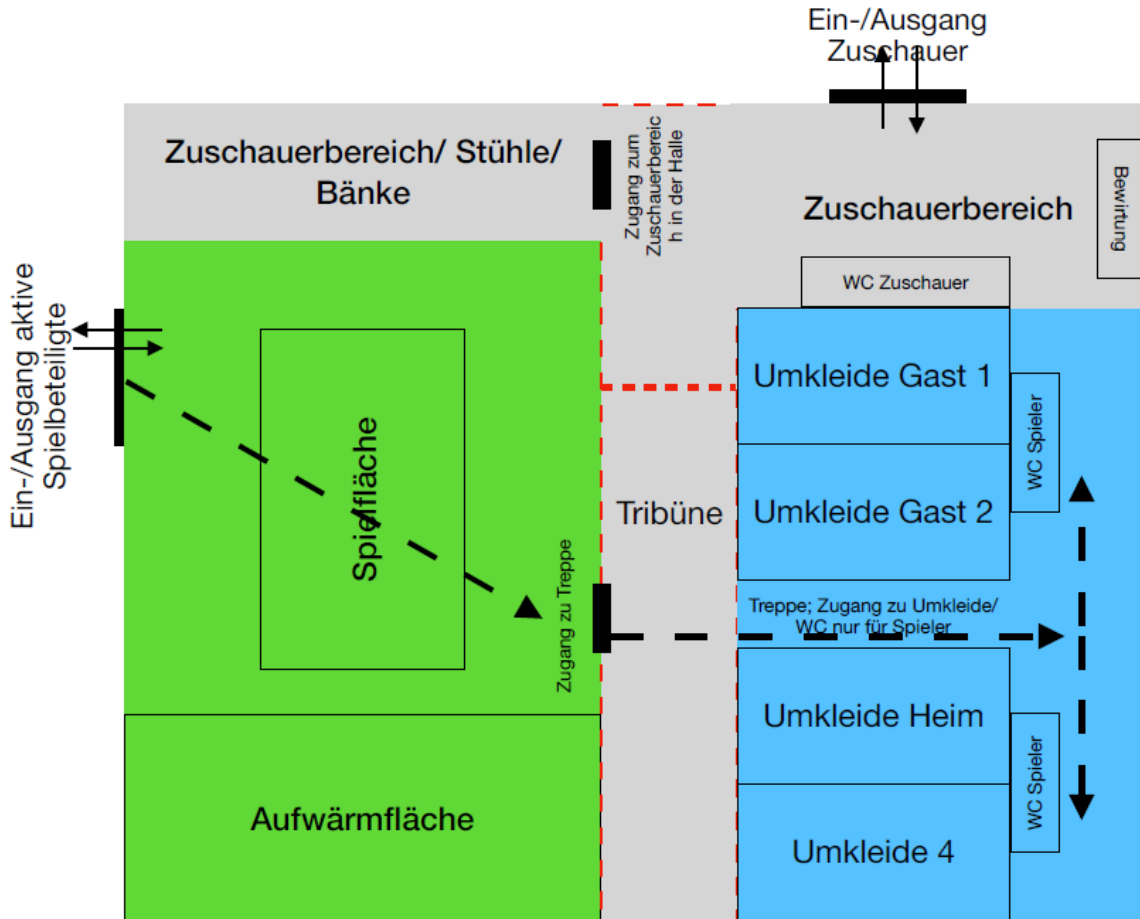 Ein-/Ausgang
Zuschauer
Zuschauerbereich/ Stühle/
Bänke
Zugang zum
Zuschauerbereic
h in der Halle
Zuschauerbereich
Bewirtung
WC Zuschauer
Ein-/Ausgang aktive
Spielbeteiligte
Spielfläche
Zugang zu Treppe
Tribüne
Umkleide Gast 1
WC Spieler
Umkleide Gast 2
Treppe; Zugang zu Umkleide/
WC nur für Spieler
Umkleide Heim
WC Spieler
Umkleide 4
Aufwärmfläche